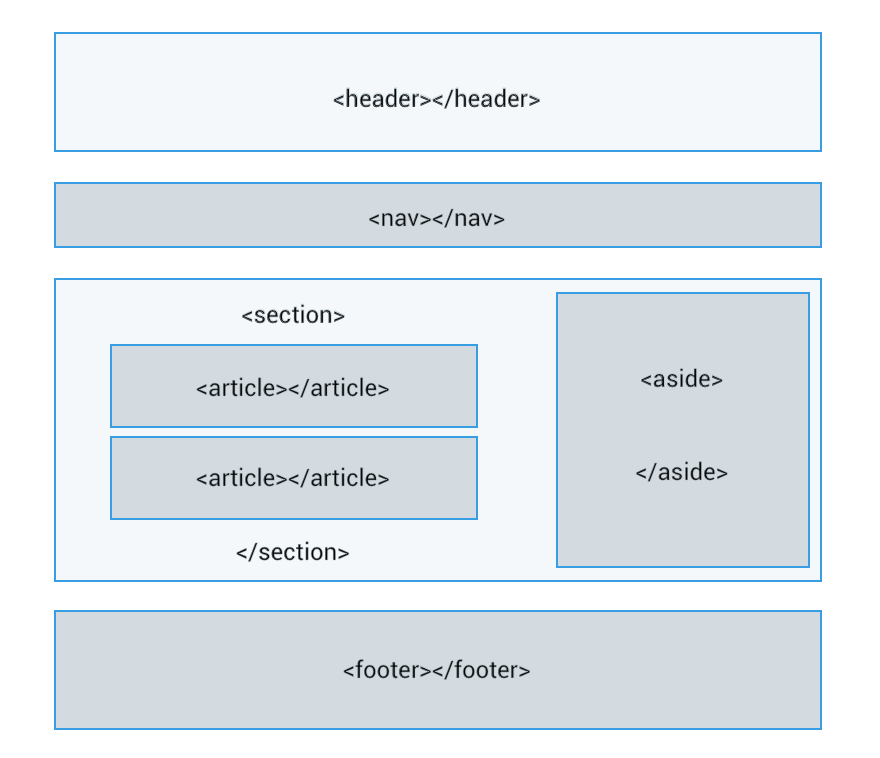 <header></header>
<nav></nav>
<section>
<article></article>
<article></article>
</section>
<aside>
</aside>
<footer></footer>